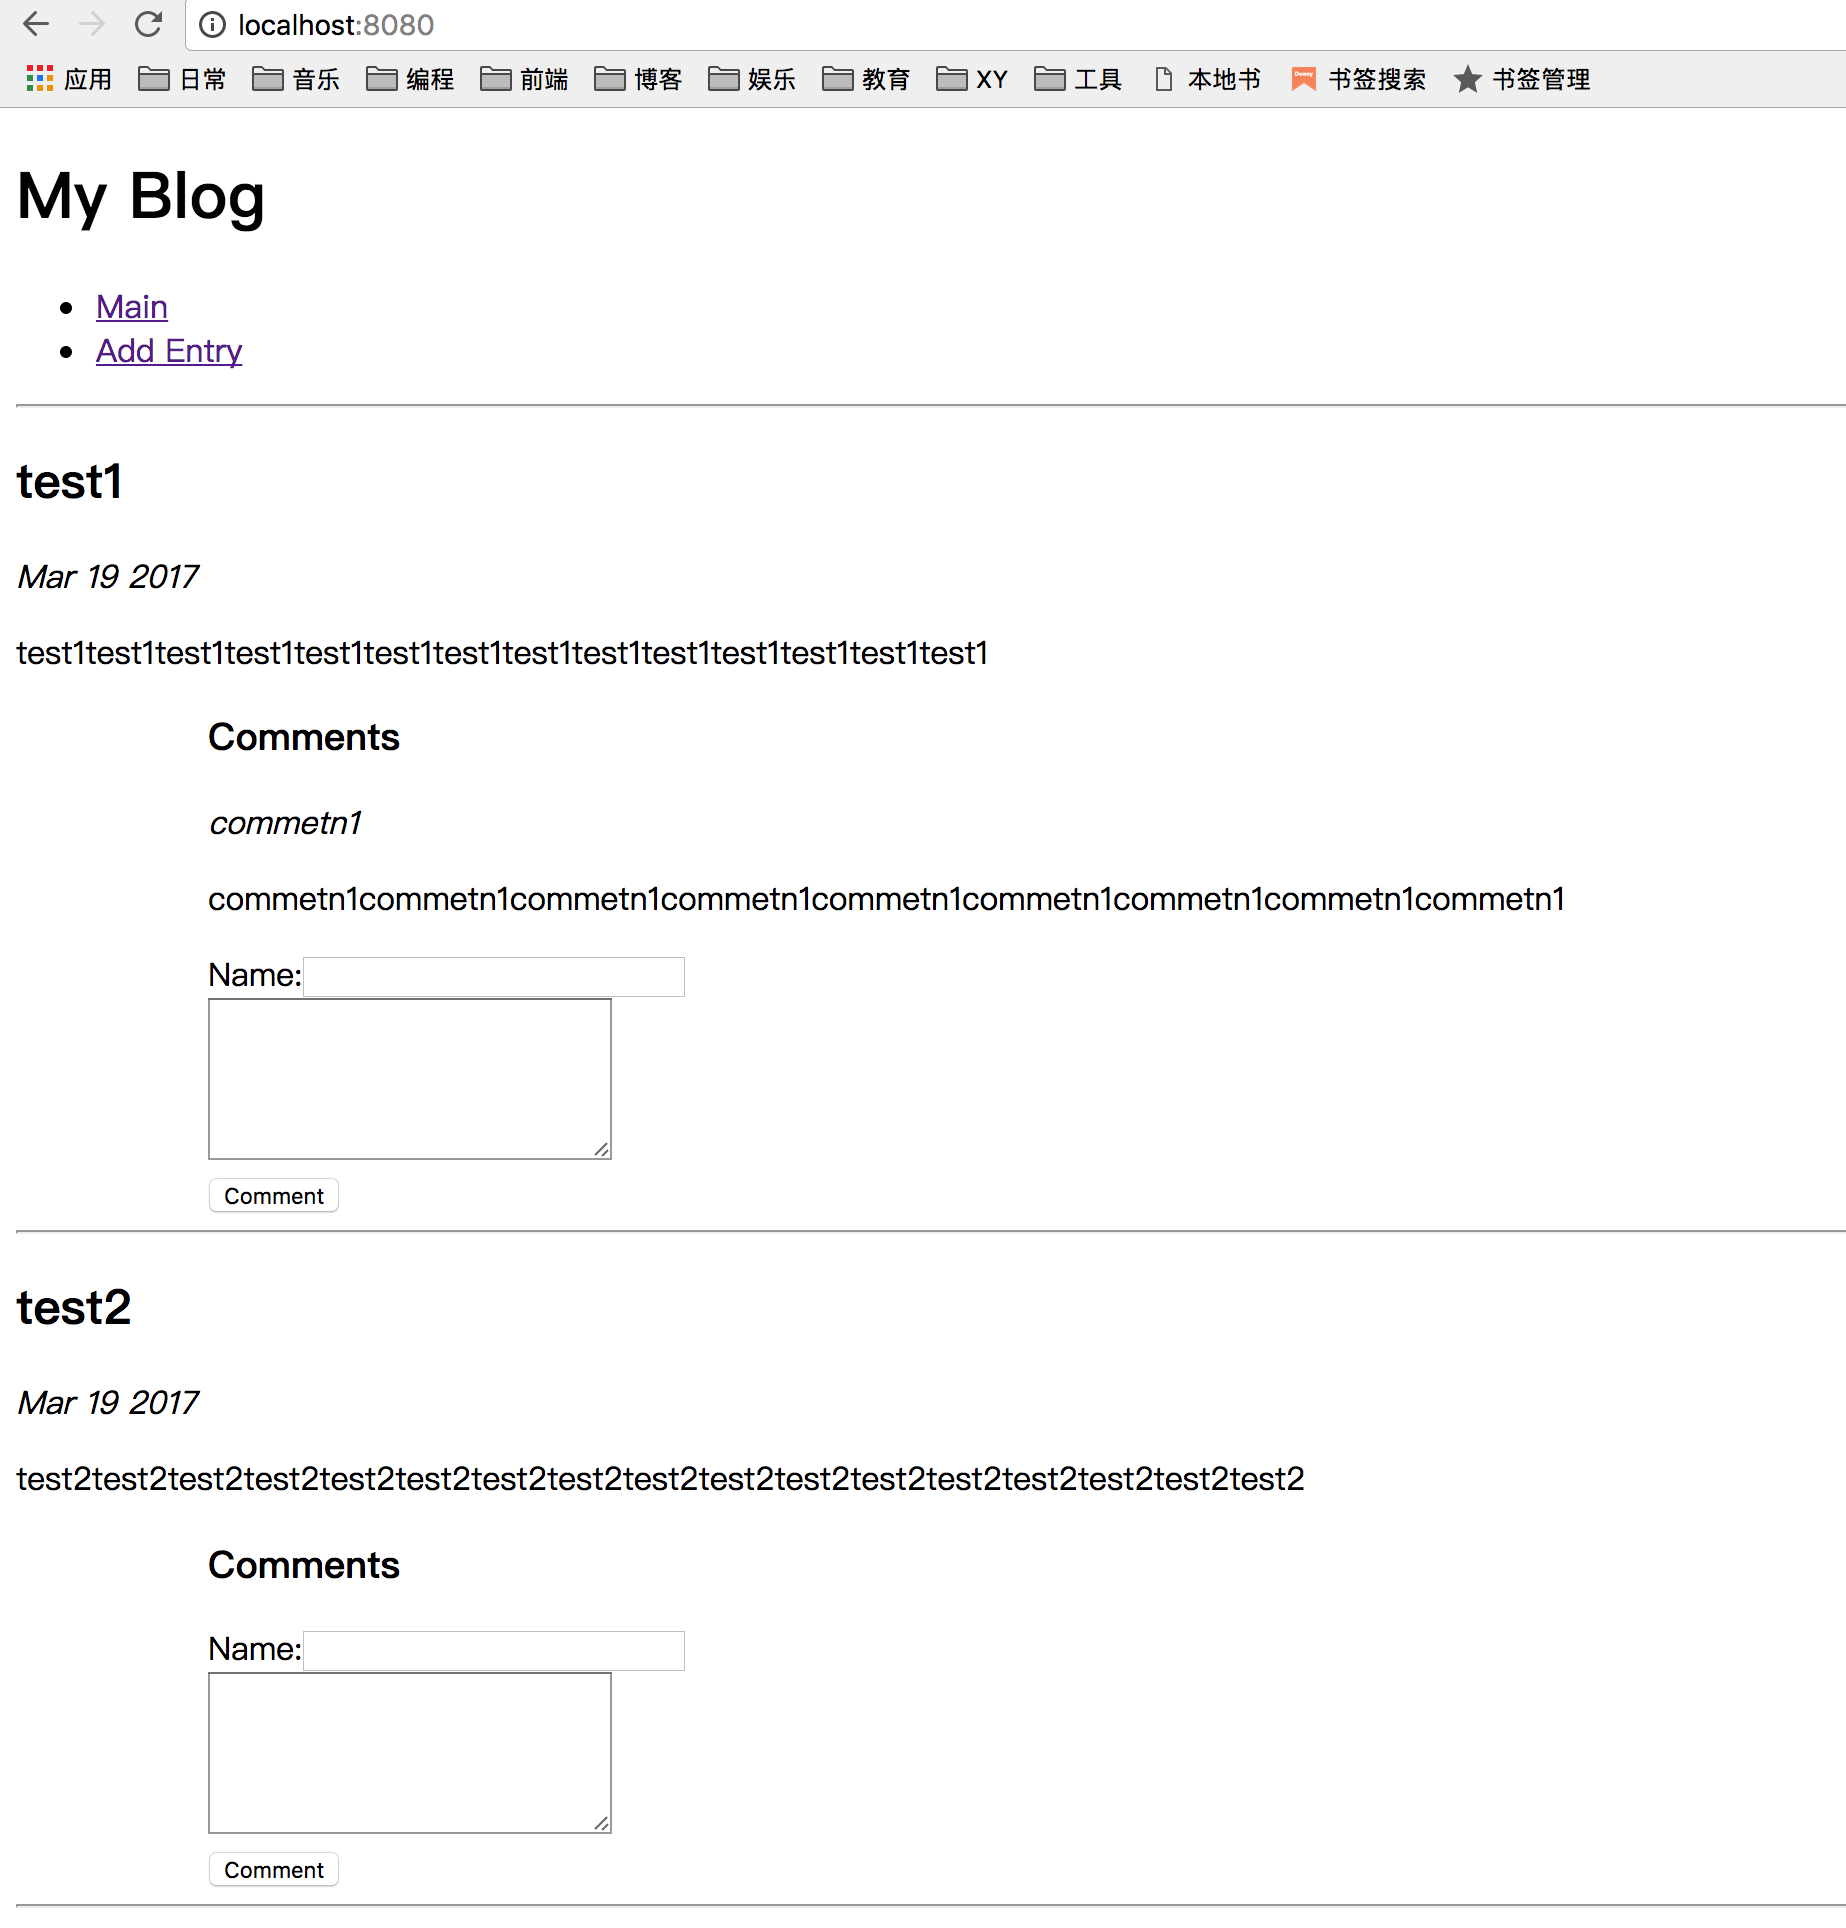 localhost:8080
应用 日常 音乐 编程 前端 博客 娱乐 教育 XY 工具 本地书 Dewey 书签搜索 书签管理
My Blog
Main
Add Entry
test1
Mar 19 2017
test1test1test1test1test1test1test1test1test1test1test1test1test1test1
Comments
commetn1
commetn1commetn1commetn1commetn1commetn1commetn1commetn1commetn1commetn1
Name:
Comment
test2
Mar 19 2017
test2test2test2test2test2test2test2test2test2test2test2test2test2test2test2test2test2
Comments
Name:
Comment